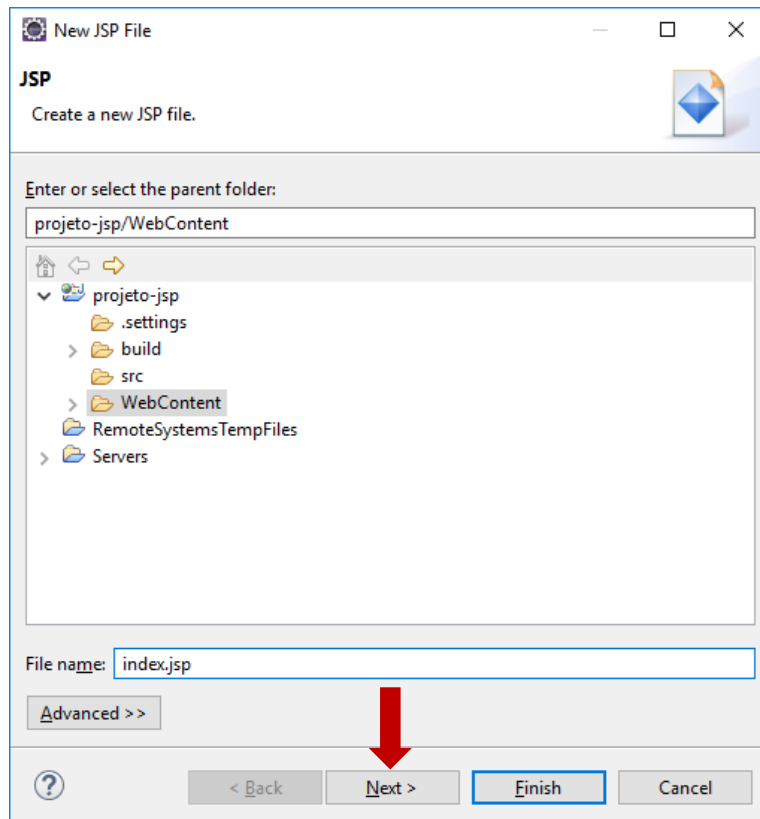 New JSP File
JSP
Create a new JSP file.
Enter or select the parent folder:
projeto-jsp/WebContent
projeto-jsp
.settings
build
src
WebContent
RemoteSystemsTempFiles
Servers
File name: index.jsp
Advanced >>
? < Back Next > Finish Cancel